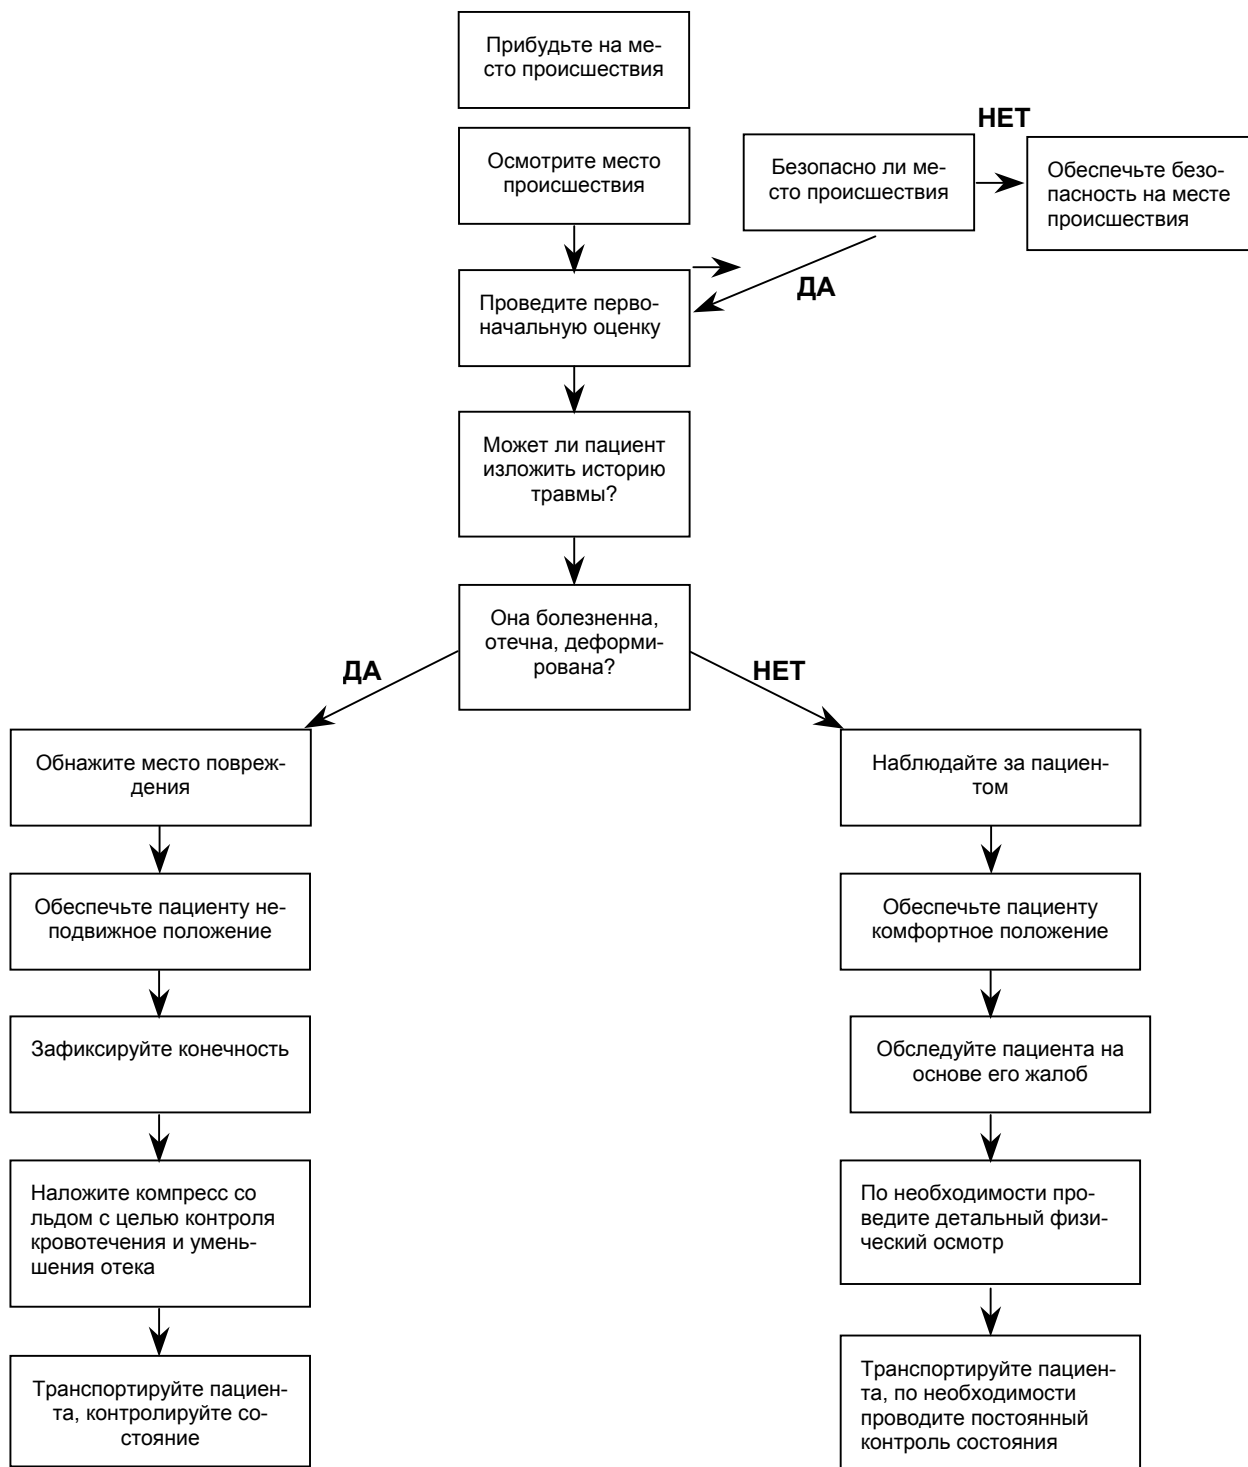 Прибудьте на ме-
сто происшествия
НЕТ
Осмотрите место
происшествия
Безопасно ли ме-
сто происшествия
Обеспечьте безо-
пасность на месте
происшествия
ДА
Проведите перво-
начальную оценку
Может ли пациент
изложить историю
травмы?
Она болезненна,
отечна, деформи-
рована?
ДА
НЕТ
Обнажите место повреж-
дения
Обеспечьте пациенту не-
подвижное положение
Зафиксируйте конечность
Наложите компресс со
льдом с целью контроля
кровотечения и умень-
шения отека
Транспортируйте пациен-
та, контролируйте со-
стояние
Наблюдайте за пациен-
том
Обеспечьте пациенту
комфортное положение
Обследуйте пациента на
основе его жалоб
По необходимости про-
ведите детальный физи-
ческий осмотр
Транспортируйте пациен-
та, по необходимости
проводите постоянный
контроль состояния